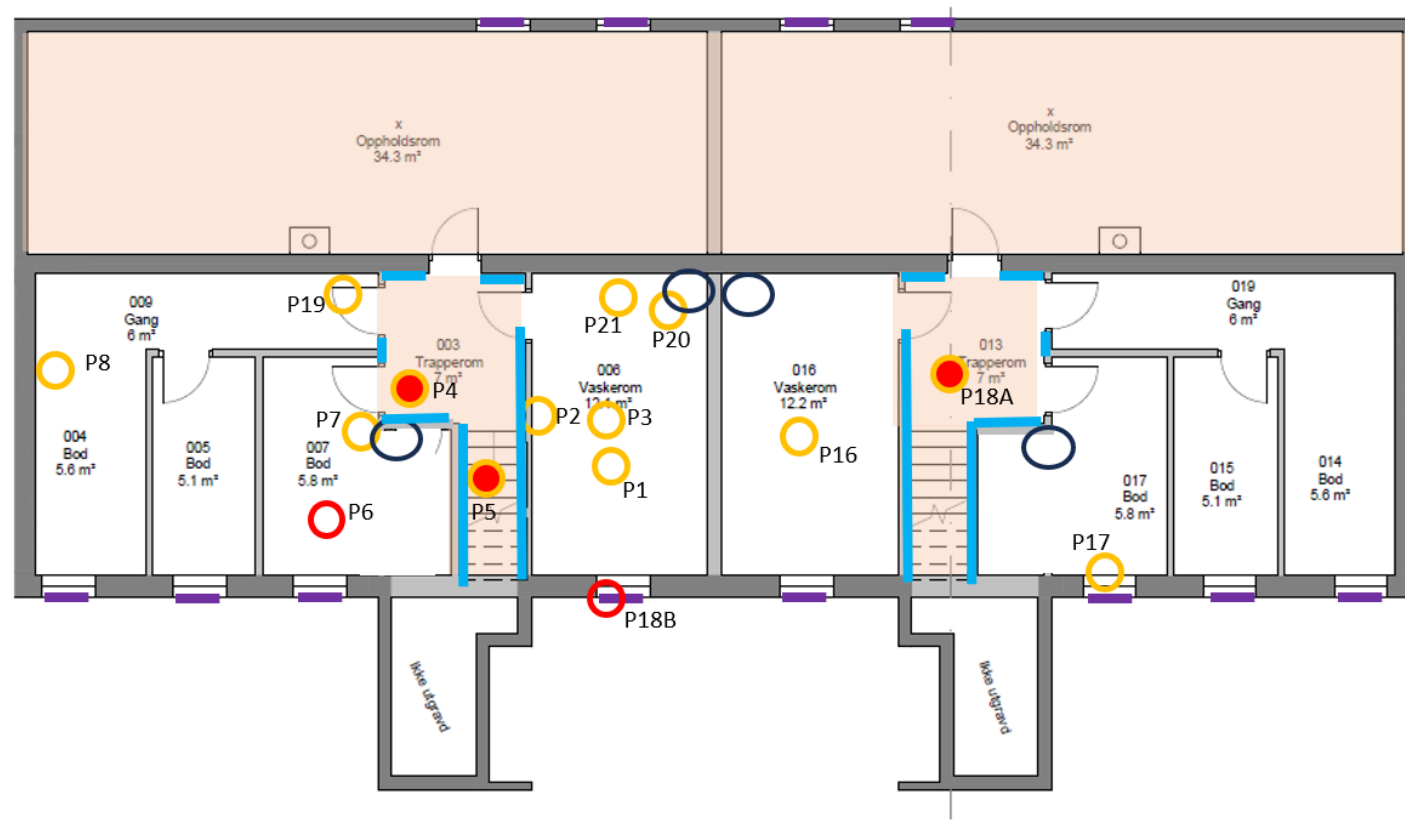 x
Oppholdsrom
34.3 m²
x
Oppholdsrom
34.3 m²
009
Gang
6 m²
P19
P8
004
Bod
5.6 m²
005
Bod
5.1 m²
P7
007
Bod
5.8 m²
P6
003
Trapperom
7 m²
P4
P5
P21
P20
006
Vaskerom
m²
P2
P3
P1
P18B
016
Vaskerom
12.2 m²
P16
013
Trapperom
7 m²
P18A
019
Gang
6 m²
017
Bod
5.8 m²
P17
015
Bod
5.1 m²
014
Bod
5.6 m²
Ikke utgravd
Ikke utgravd